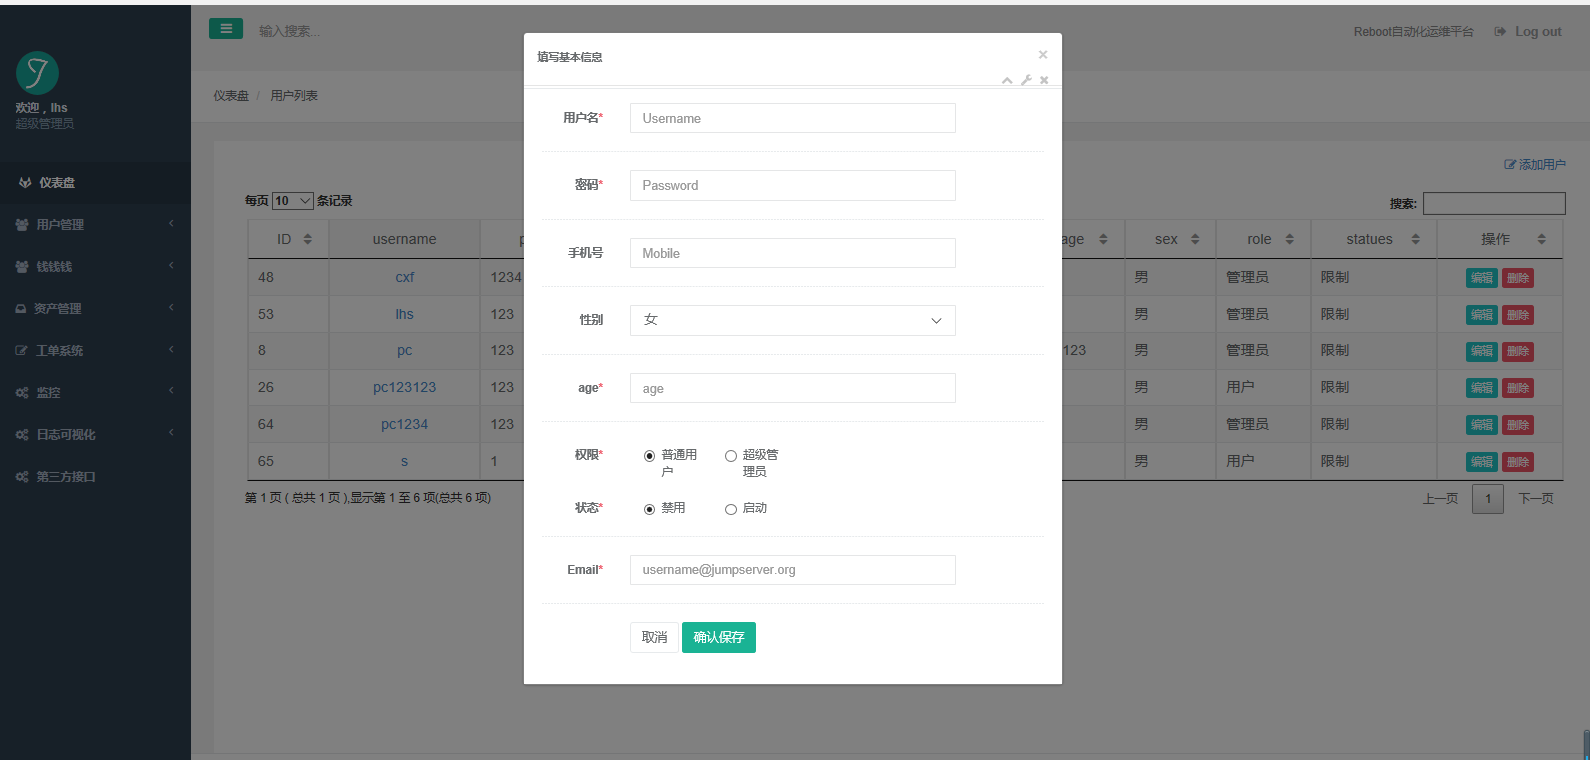 输入搜索...
Reboot自动化运维平台
Log out
欢迎，lhs
超级管理员
仪表盘
用户管理
钱钱钱
资产管理
工单系统
监控
日志可视化
第三方接口
仪表盘 / 用户列表
添加用户
每页 10 条记录
搜索:
ID username p age sex role statues 操作
48 cxf 1234 男 管理员 限制 编辑 删除
53 lhs 123 男 管理员 限制 编辑 删除
8 pc 123 123 男 管理员 限制 编辑 删除
26 pc123123 123 男 用户 限制 编辑 删除
64 pc1234 123 男 管理员 限制 编辑 删除
65 s 1 男 用户 限制 编辑 删除
第 1 页 ( 总共 1 页 ),显示第 1 至 6 项(总共 6 项)
上一页 1 下一页
填写基本信息
×
用户名* Username
密码* Password
手机号 Mobile
性别 女
age* age
权限* 普通用
户
超级管
理员
状态* 禁用 启动
Email* username@jumpserver.org
取消 确认保存